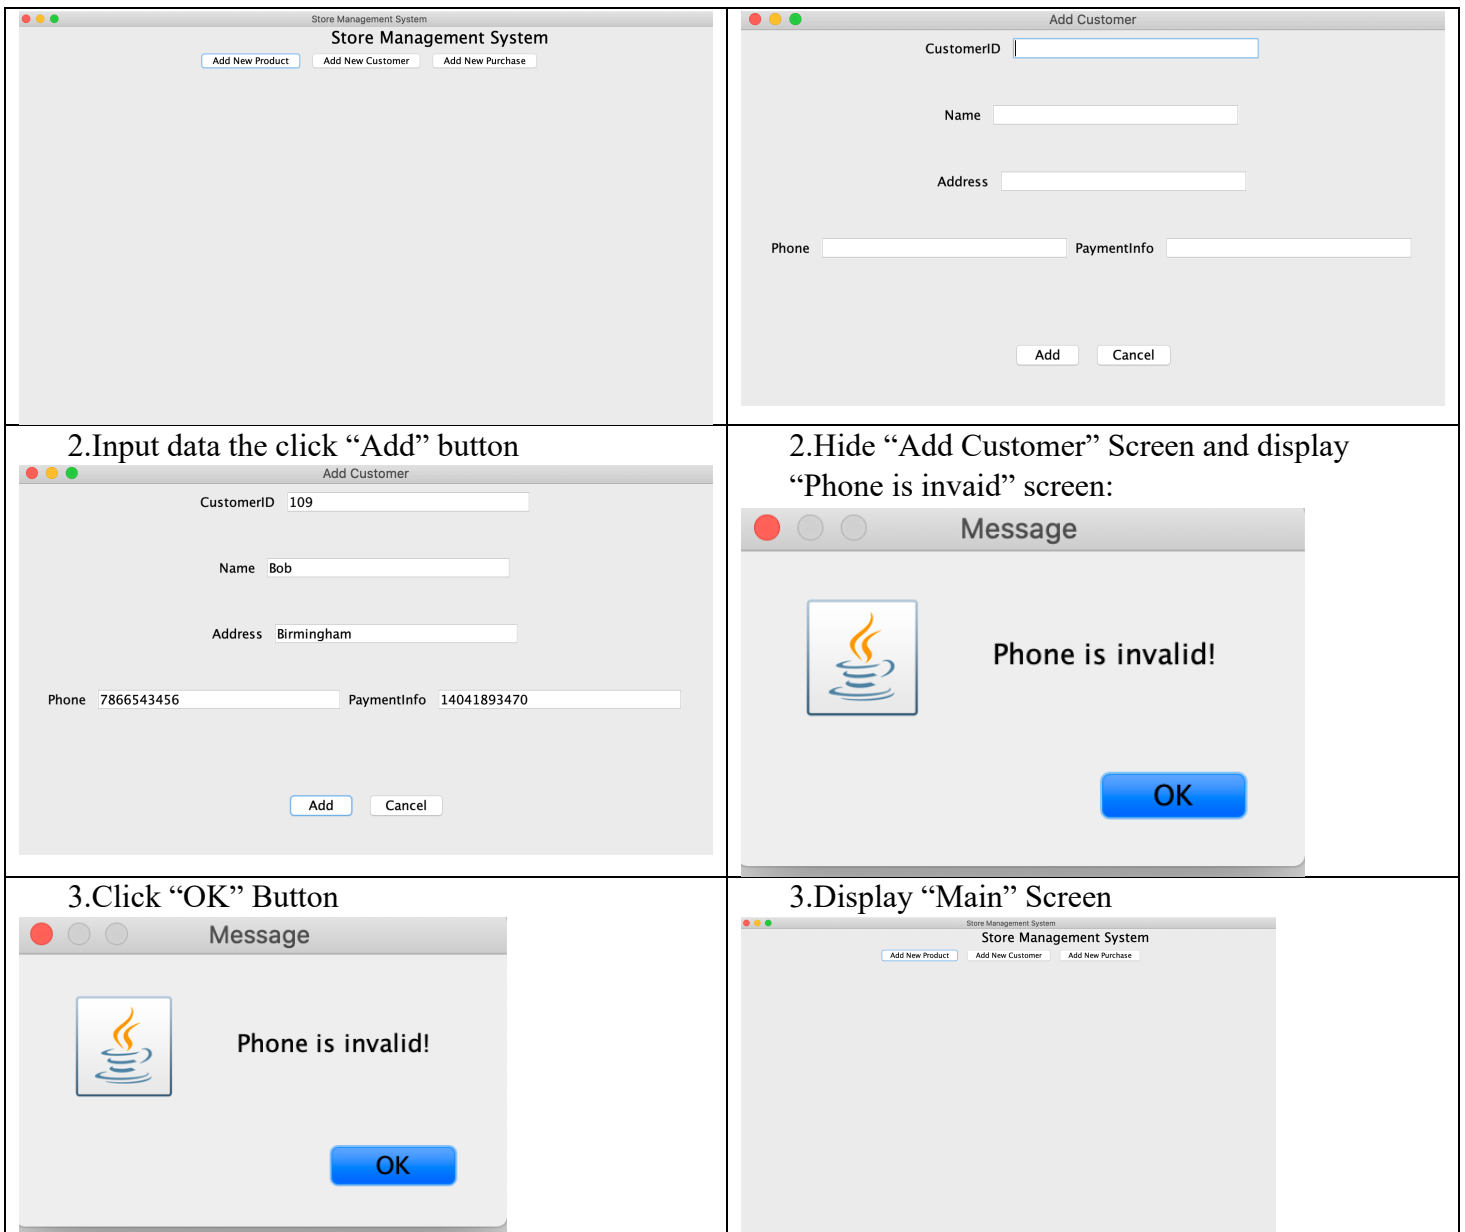 Store Management System
Store Management System
Add New Product Add New Customer Add New Purchase
Add Customer
CustomerID
Name
Address
Phone PaymentInfo
Add Cancel
2.Input data the click “Add” button
Add Customer
CustomerID 109
Name Bob
Address Birmingham
Phone 7866543456 PaymentInfo 14041893470
Add Cancel
2.Hide “Add Customer” Screen and display
“Phone is invaid” screen:
Message
Phone is invalid!
OK
3.Click “OK” Button
Message
Phone is invalid!
OK
3.Display “Main” Screen
Store Management System
Store Management System
Add New Product Add New Customer Add New Purchase